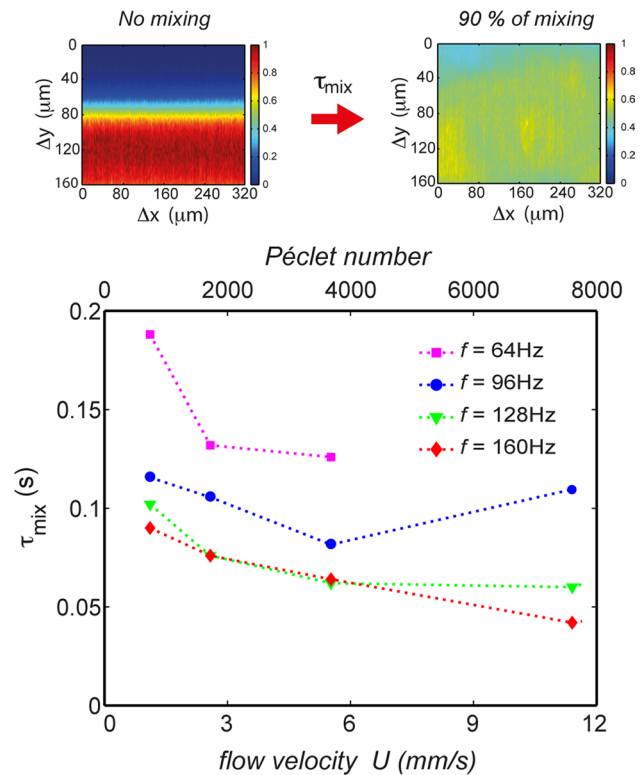 No mixing
90 % of mixing
0
40
80
120
160
Δy (μm)
0 80 160 240 320
Δx (μm)
1
0.8
0.6
0.4
0.2
0
τmix
0
40
80
120
160
Δy (μm)
0 80 160 240 320
Δx (μm)
1
0.8
0.6
0.4
0.2
0
Péclet number
0 2000 4000 6000 8000
0.2
0.15
0.1
0.05
0
τmix (s)
f = 64Hz
f = 96Hz
f = 128Hz
f = 160Hz
0 3 6 9 12
flow velocity U (mm/s)